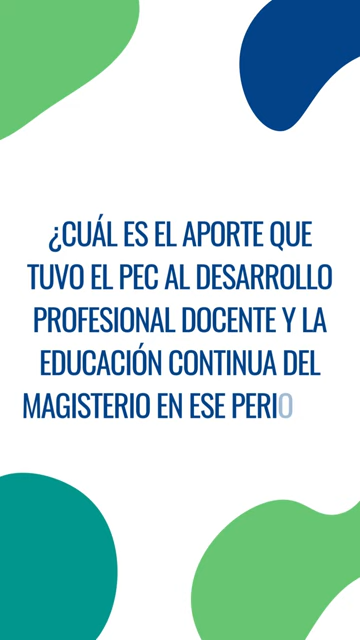 ¿CUÁL ES EL APORTE QUE
TUVO EL PEC AL DESARROLLO
PROFESIONAL DOCENTE Y LA
EDUCACIÓN CONTINUA DEL
MAGISTERIO EN ESE PERIO